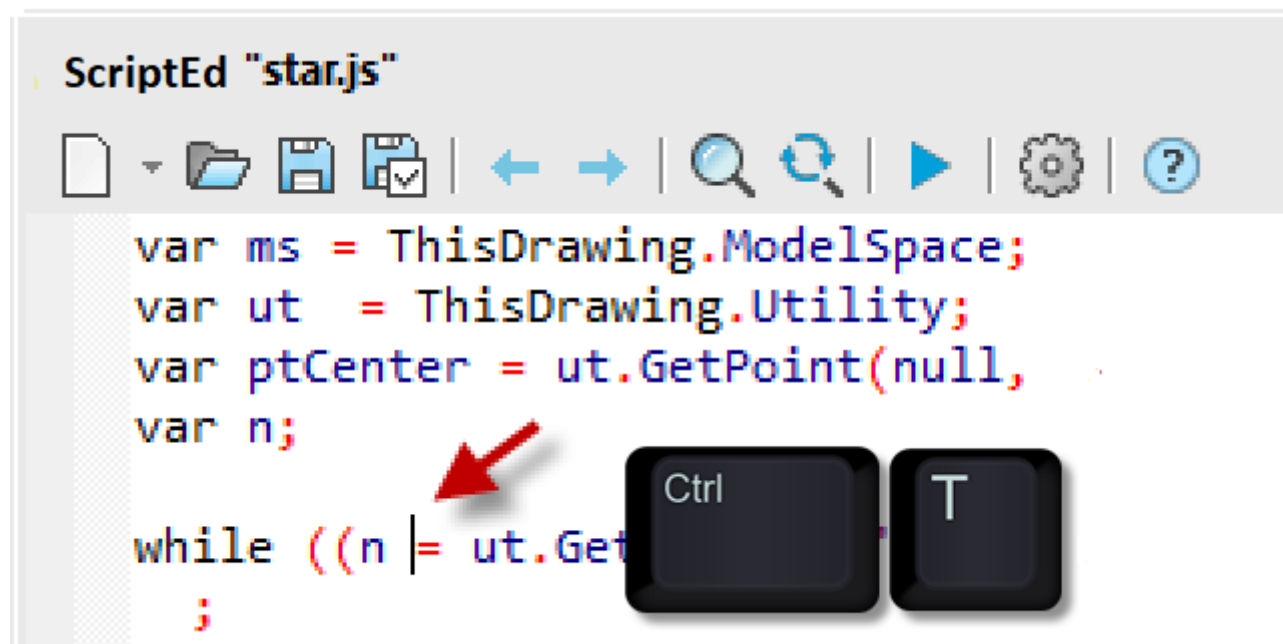 ScriptEd "star.js"
?
var ms = ThisDrawing.ModelSpace;
var ut  = ThisDrawing.Utility;
var ptCenter = ut.GetPoint(null,
var n;
while ((n = ut.Get
;
Ctrl
T